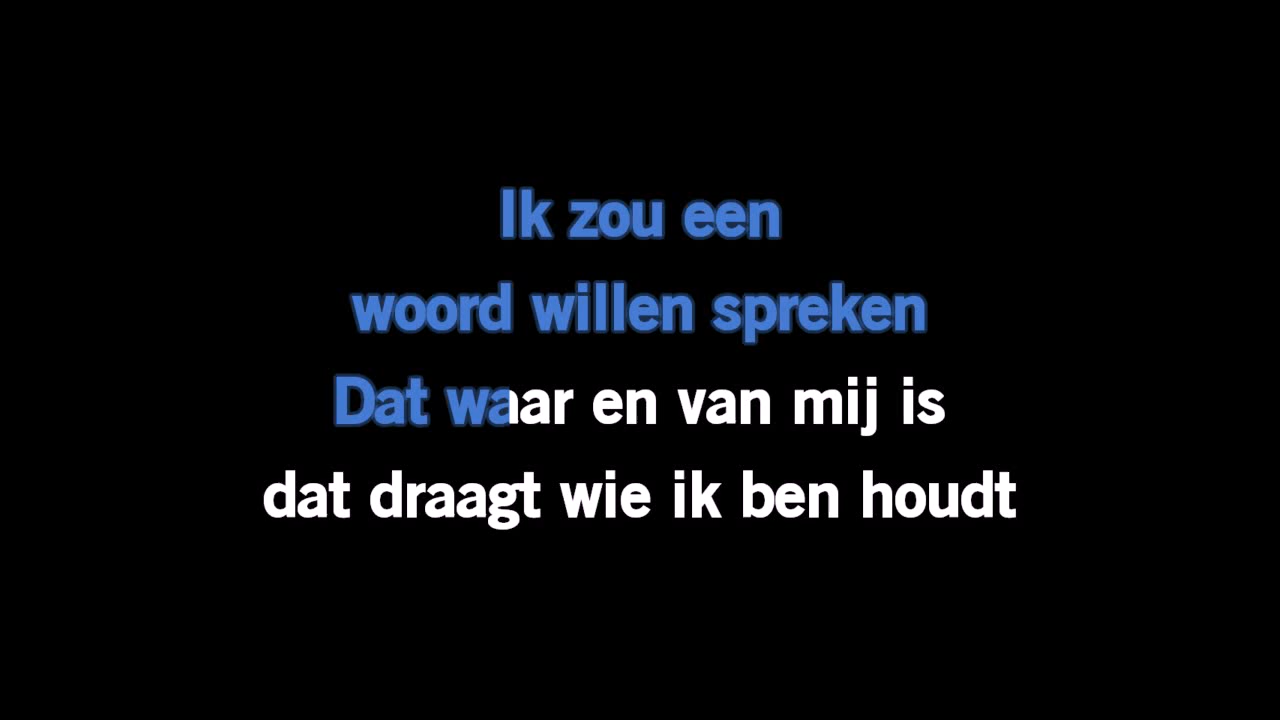 Ik zou een
woord willen spreken
Dat waar en van mij is
dat draagt wie ik ben houdt